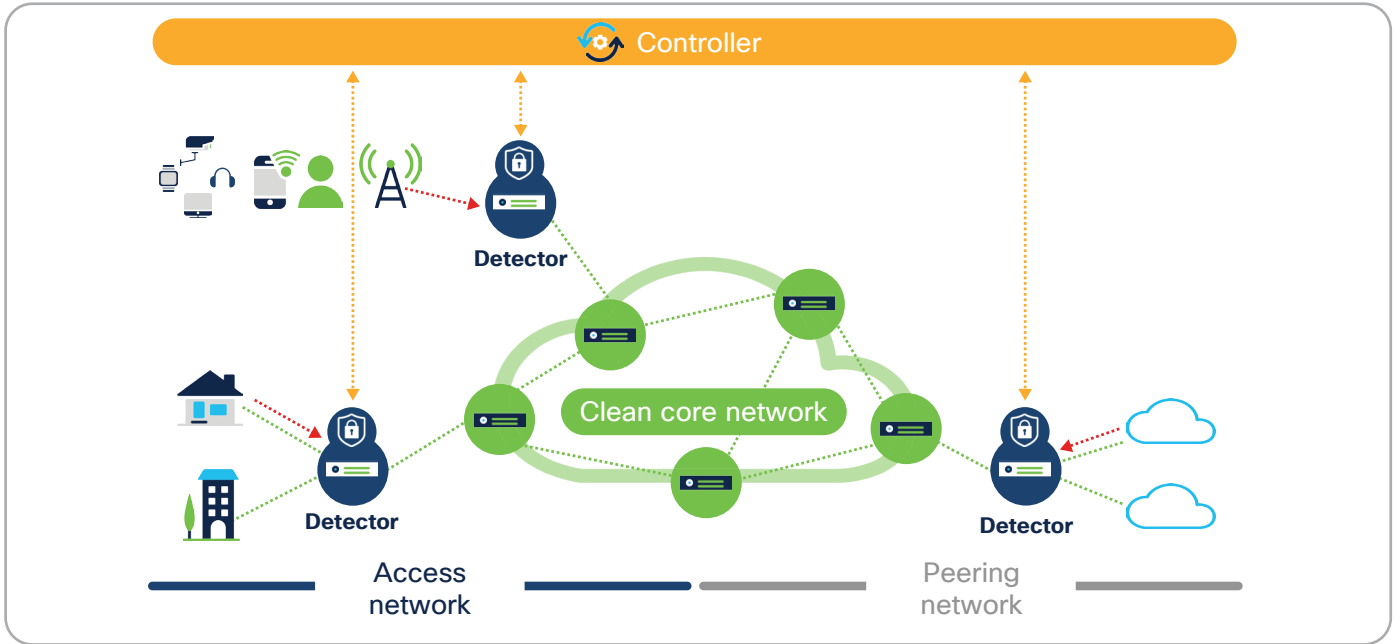 Controller
Detector
Clean core network
Detector
Detector
Access
network
Peering
network